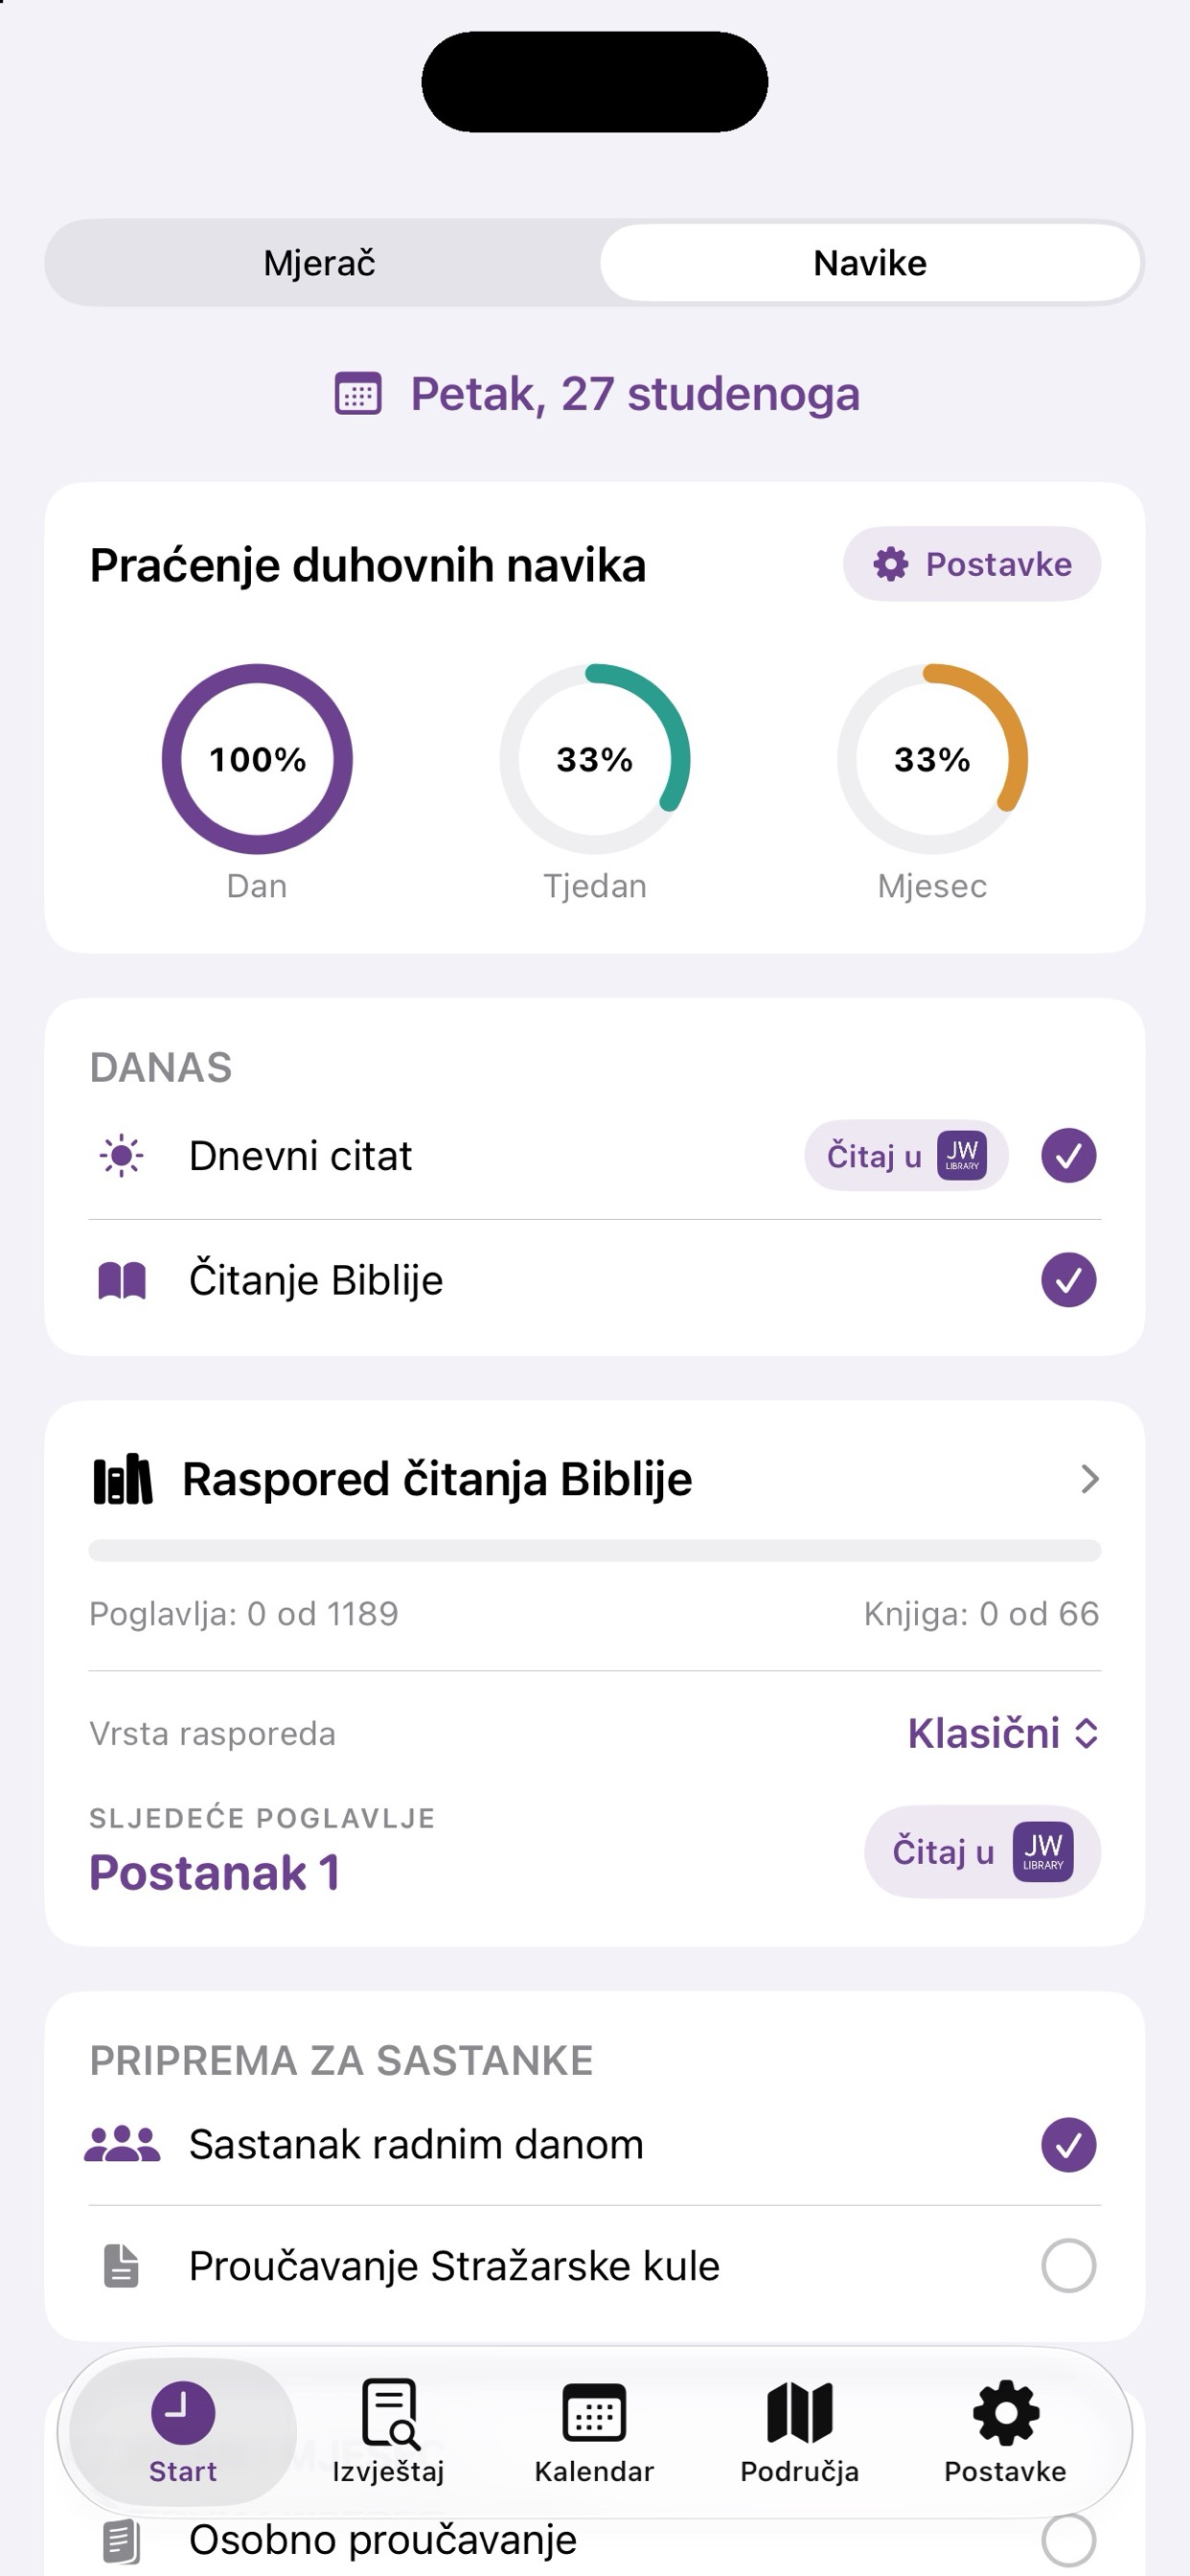 Mjerač
Navike
Petak, 27 studenoga
Praćenje duhovnih navika
Postavke
100%
33%
33%
Dan
Tjedan
Mjesec
DANAS
Dnevni citat
Čitaj u
JW
LIBRARY
Čitanje Biblije
Raspored čitanja Biblije
Poglavlja: 0 od 1189
Knjiga: 0 od 66
Vrsta rasporeda
Klasični
SLJEDEĆE POGLAVLJE
Postanak 1
Čitaj u
JW
LIBRARY
PRIPREMA ZA SASTANKE
Sastanak radnim danom
Proučavanje Stražarske kule
Start
Izvještaj
Kalendar
Područja
Postavke
Osobno proučavanje